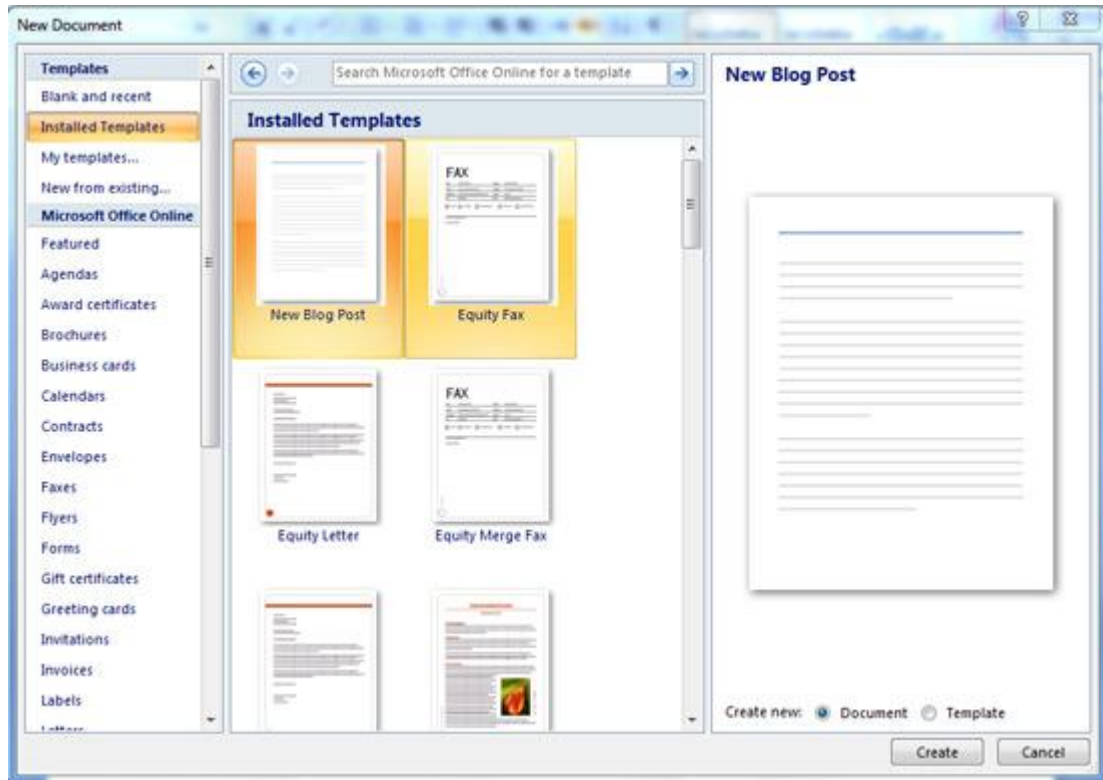 New Document
Templates
Blank and recent
Installed Templates
My templates...
New from existing...
Microsoft Office Online
Featured
Agendas
Award certificates
Brochures
Business cards
Calendars
Contracts
Envelopes
Faxes
Flyers
Forms
Gift certificates
Greeting cards
Invitations
Invoices
Labels
Letters
Search Microsoft Office Online for a template
Installed Templates
FAX
New Blog Post
Equity Fax
FAX
Equity Letter
Equity Merge Fax
New Blog Post
Create new: Document Template
Create
Cancel